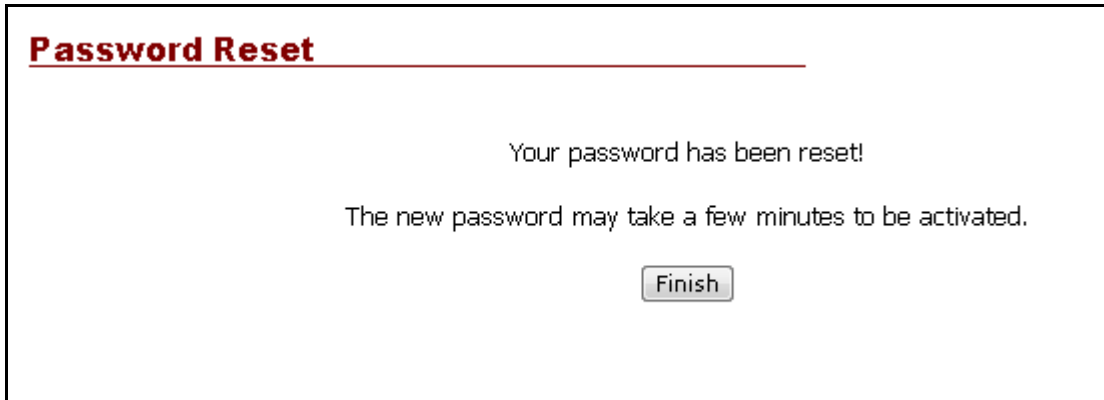 Password Reset
Your password has been reset!
The new password may take a few minutes to be activated.
Finish